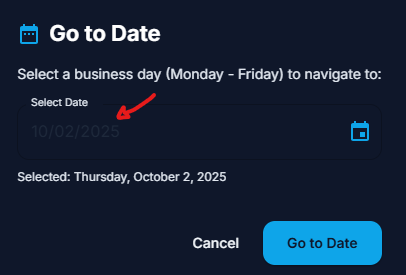 Go to Date
Select a business day (Monday - Friday) to navigate to:
Select Date
10/02/2025
Selected: Thursday, October 2, 2025
Cancel
Go to Date